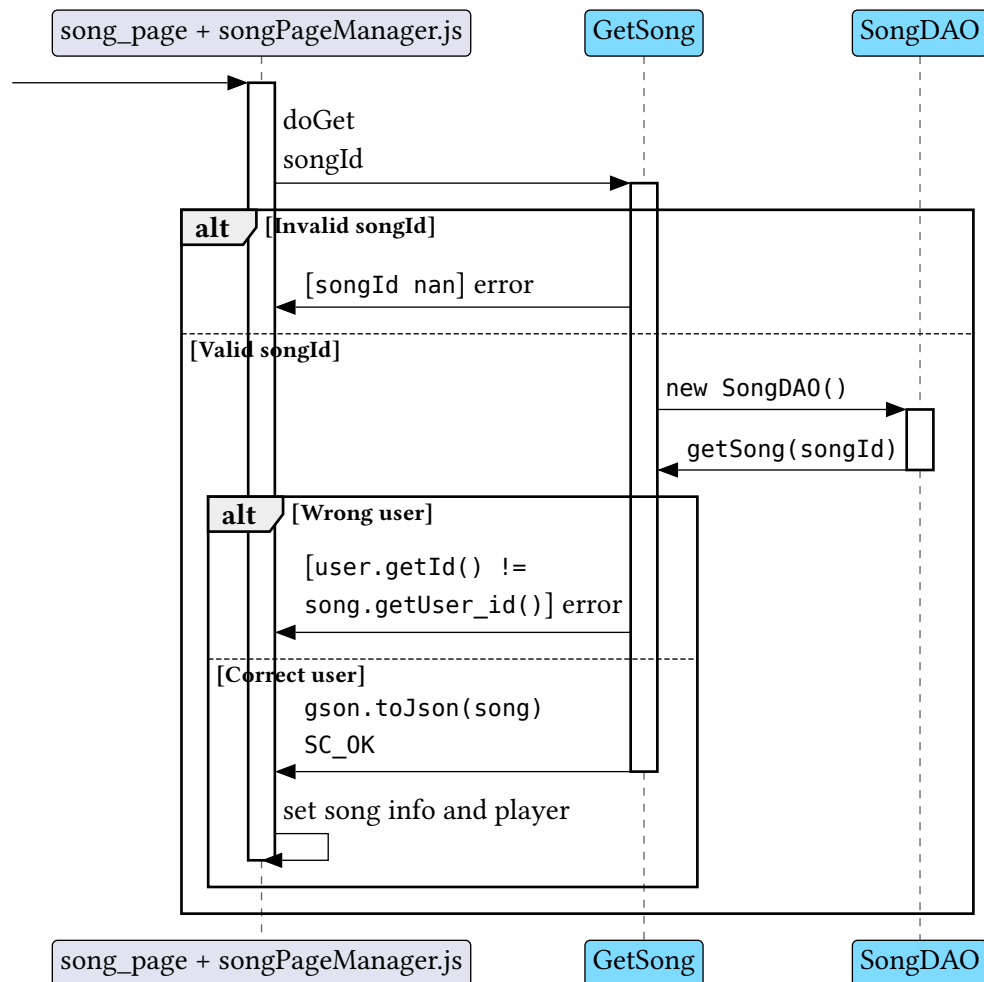 song_page + songPageManager.js
GetSong
SongDAO
doGet
songId
alt
[Invalid songId]
[songId nan] error
[Valid songId]
new SongDAO()
getSong(songId)
alt
[Wrong user]
[user.getId() !=
song.getUser_id()] error
[Correct user]
gson.toJson(song)
SC_OK
set song info and player
song_page + songPageManager.js
GetSong
SongDAO